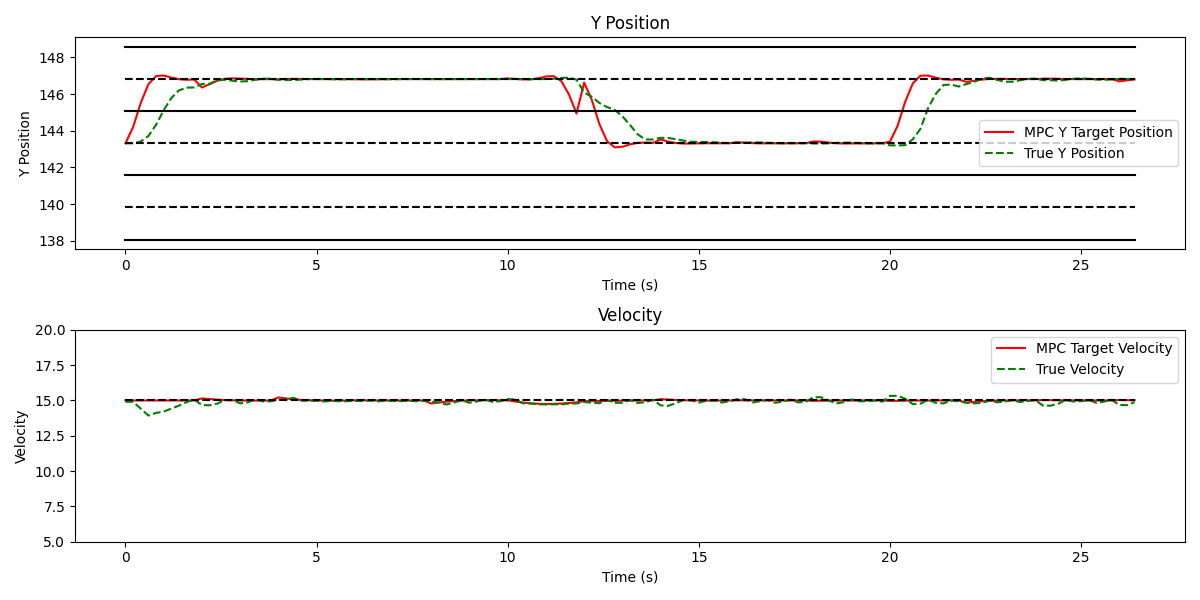 Y Position
Y Position
148
146
144
142
140
138
MPC Y Target Position
True Y Position
0 5 10 15 20 25
Time (s)
Velocity
Velocity
20.0
17.5
15.0
12.5
10.0
7.5
5.0
MPC Target Velocity
True Velocity
0 5 10 15 20 25
Time (s)